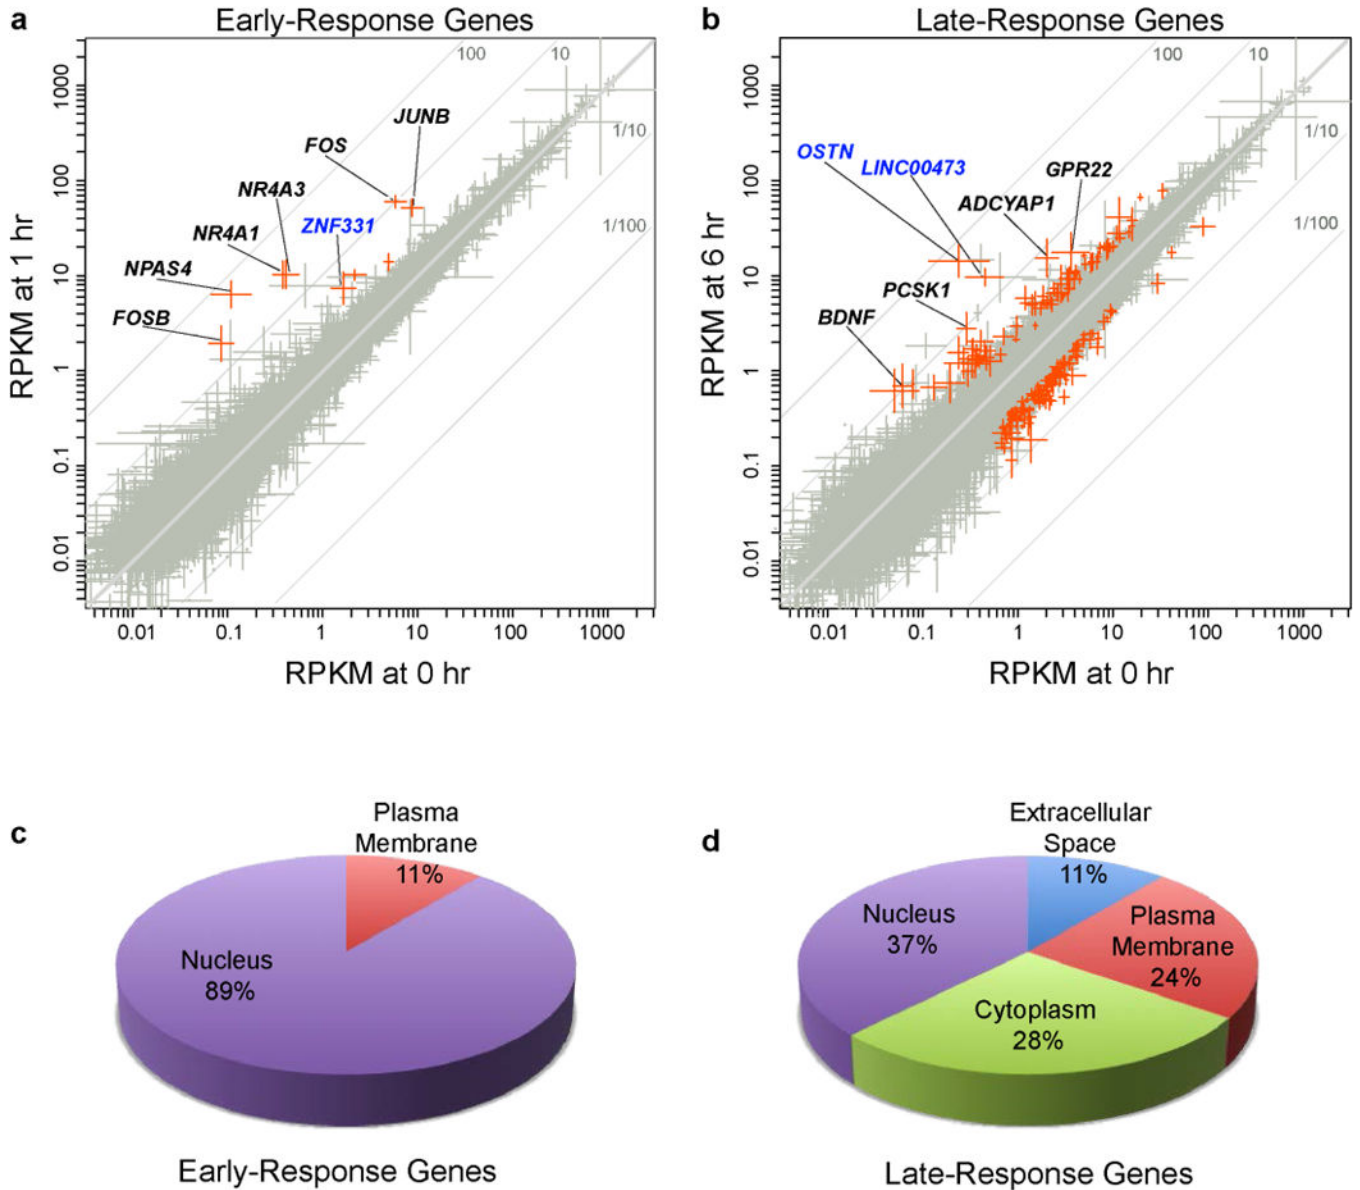 a
Early-Response Genes
100
10
1/10
1/100
JUNB
FOS
NR4A3
ZNF331
NR4A1
NPAS4
FOSB
RPKM at 1 hr
1000
100
10
1
0.1
0.01
0.01
0.1
1
10
100
1000
RPKM at 0 hr
b
Late-Response Genes
100
10
1/10
1/100
OSTN
LINC00473
GPR22
ADCYAP1
PCSK1
BDNF
RPKM at 6 hr
1000
100
10
1
0.1
0.01
0.01
0.1
1
10
100
1000
RPKM at 0 hr
c
Plasma
Membrane
11%
Nucleus
89%
Early-Response Genes
d
Extracellular
Space
11%
Nucleus
37%
Plasma
Membrane
24%
Cytoplasm
28%
Late-Response Genes